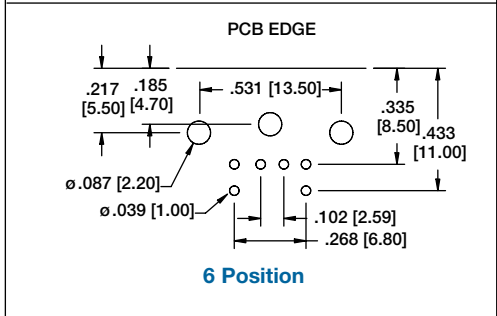 PCB EDGE
.217
[5.50]
.185
[4.70]
.531 [13.50]
.335
[8.50]
.433
[11.00]
ø.087 [2.20]
ø.039 [1.00]
.102 [2.59]
.268 [6.80]
6 Position